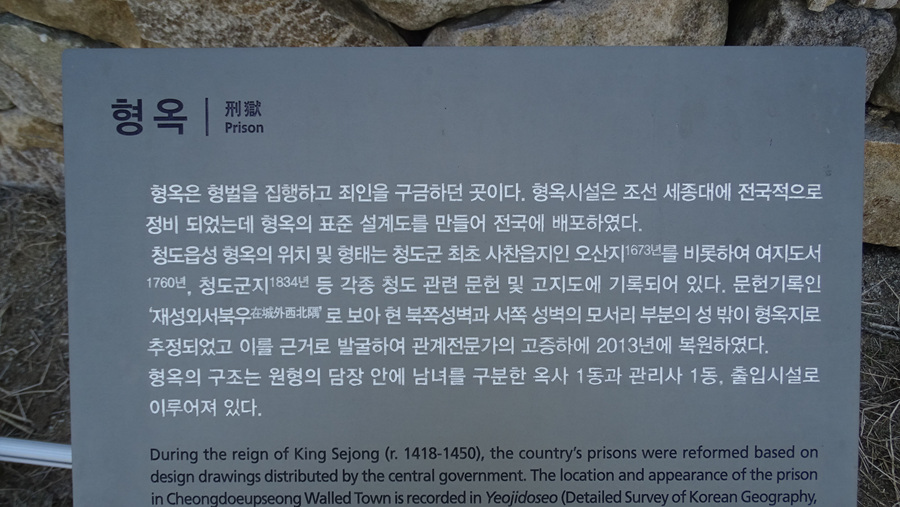 형옥 | 刑獄
Prison
형옥은 형벌을 집행하고 죄인을 구금하던 곳이다. 형옥시설은 조선 세종대에 전국적으로
정비 되었는데 형옥의 표준 설계도를 만들어 전국에 배포하였다.
청도읍성 형옥의 위치 및 형태는 청도군 최초 사찬읍지인 오산지1673년를 비롯하여 여지도서
1760년, 청도군지1834년 등 각종 청도 관련 문헌 및 고지도에 기록되어 있다. 문헌기록인
‘재성외서북우在城外西北隅’로 보아 현 북쪽성벽과 서쪽 성벽의 모서리 부분의 성 밖이 형옥지로
추정되었고 이를 근거로 발굴하여 관계전문가의 고증하에 2013년에 복원하였다.
형옥의 구조는 원형의 담장 안에 남녀를 구분한 옥사 1동과 관리사 1동, 출입시설로
이루어져 있다.
During the reign of King Sejong (r. 1418-1450), the country's prisons were reformed based on
design drawings distributed by the central government. The location and appearance of the prison
in Cheongdoeupseong Walled Town is recorded in Yeojidoseo (Detailed Survey of Korean Geography,